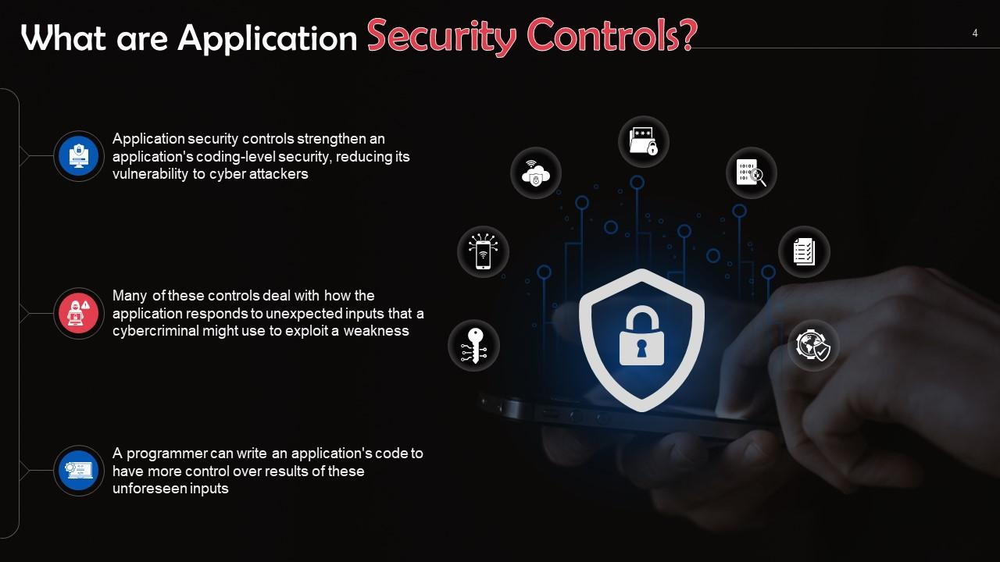 What are Application Security Controls?
4
Application security controls strengthen an
application's coding-level security, reducing its
vulnerability to cyber attackers
Many of these controls deal with how the
application responds to unexpected inputs that a
cybercriminal might use to exploit a weakness
A programmer can write an application's code to
have more control over results of these
unforeseen inputs
***
10101
1010
101